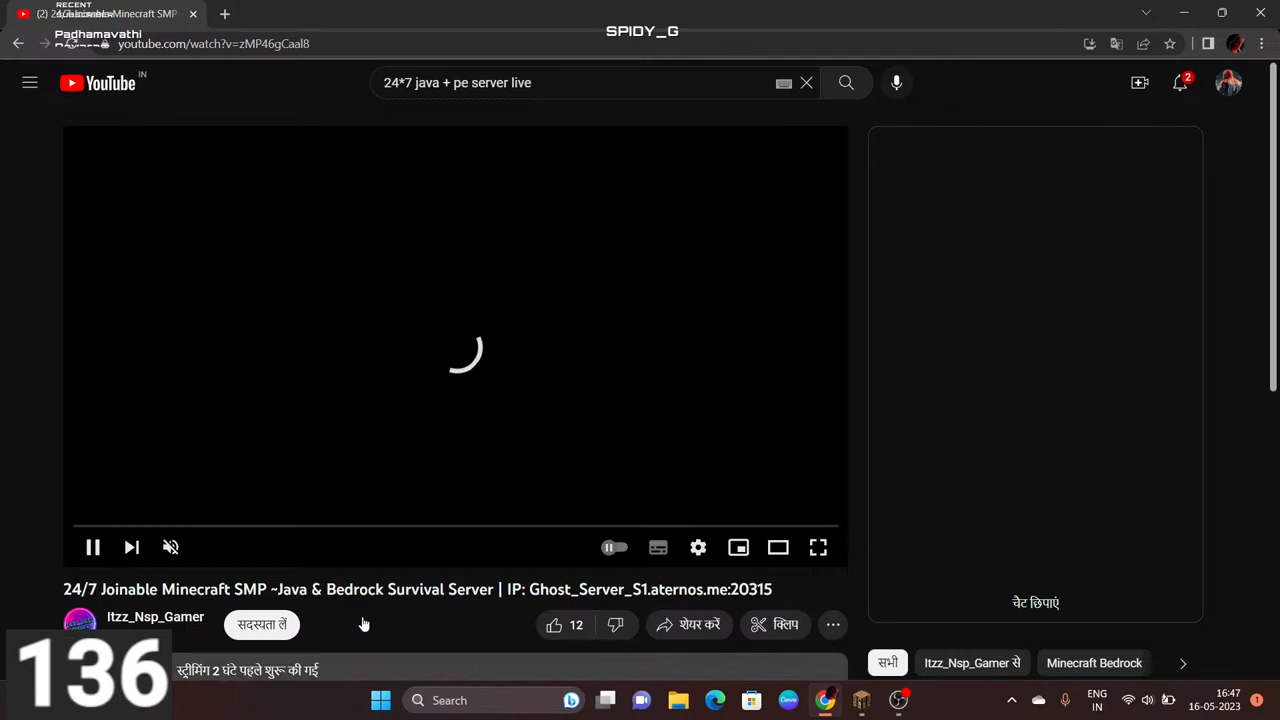 RECENT
(2) 24/7 Joinable Minecraft SMP
Padhamavathi
SPIDY_G
youtube.com/watch?v=zMP46gCaal8
YouTube IN
24*7 java + pe server live
2
24/7 Joinable Minecraft SMP ~Java & Bedrock Survival Server | IP: Ghost_Server_S1.aternos.me:20315
चैट छिपाएं
Itzz_Nsp_Gamer
सदस्यता लें
12
शेयर करें
क्लिप
136
स्ट्रीमिंग 2 घंटे पहले शुरू की गई
सभी
Itzz_Nsp_Gamer से
Minecraft Bedrock
Search
ENG
IN
16:47
16-05-2023
1